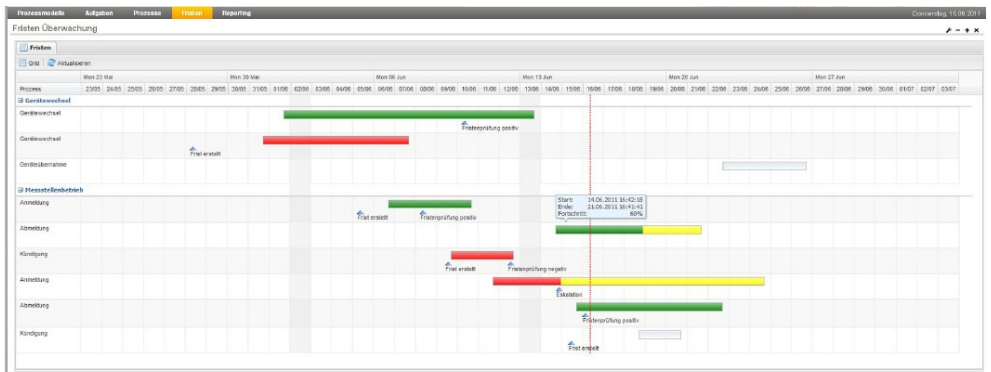 Prozessmodelle Aufgaben Prozesse Fristen Reporting Donnerstag, 15.06.2011
Fristen Überwachung
Fristen
Grid Aktualisieren
Mon 23 Mai Mon 30 Mai Mon 06 Jun Mon 13 Jun Mon 20 Jun Mon 27 Jun
Prozess 23/05 24/05 25/05 26/05 27/05 28/05 29/05 30/05 31/05 01/06 02/06 03/06 04/06 05/06 06/06 07/06 08/06 09/06 10/06 11/06 12/06 13/06 14/06 15/06 16/06 17/06 18/06 19/06 20/06 21/06 22/06 23/06 24/06 25/06 26/06 27/06 28/06 29/06 30/06 01/07 02/07 03/07
Gerätewechsel
Gerätewechsel
Fristenprüfung positiv
Gerätewechsel
Frist erstellt
Geräteübernahme
Messstellenbetrieb
Anmeldung
Frist erstellt Fristenprüfung positiv
Start: 14.06.2011 16:42:18
Ende: 21.06.2011 16:41:41
Fortschritt: 60%
Abmeldung
Kündigung
Frist erstellt Fristenprüfung negativ
Anmeldung
Eskalation
Abmeldung
Fristenprüfung positiv
Kündigung
Frist erstellt